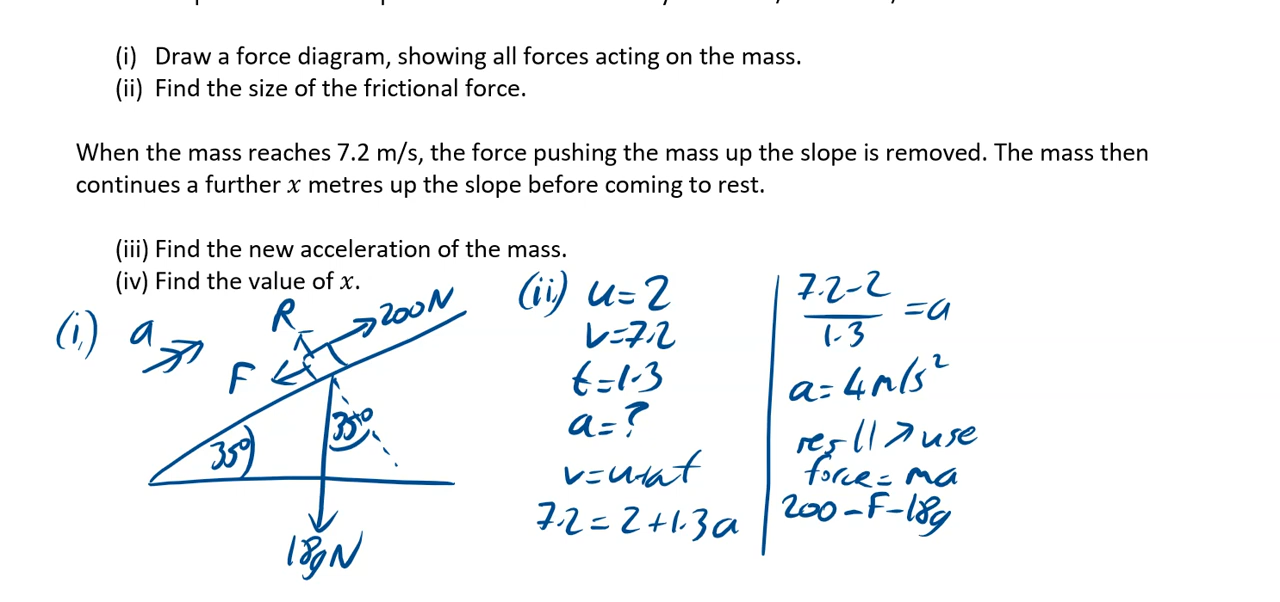 (i) Draw a force diagram, showing all forces acting on the mass.
(ii) Find the size of the frictional force.
When the mass reaches 7.2 m/s, the force pushing the mass up the slope is removed. The mass then
continues a further x metres up the slope before coming to rest.
(iii) Find the new acceleration of the mass.
(iv) Find the value of x.
(i) a
R
200N
F
35°
35°
18gN
(ii) u=2
v=7.2
t=1.3
a=?
v=u+at
7.2=2+1.3a
7.2-2
1.3
=a
a=4m/s²
res // ↗ use
force=ma
200-F-18g